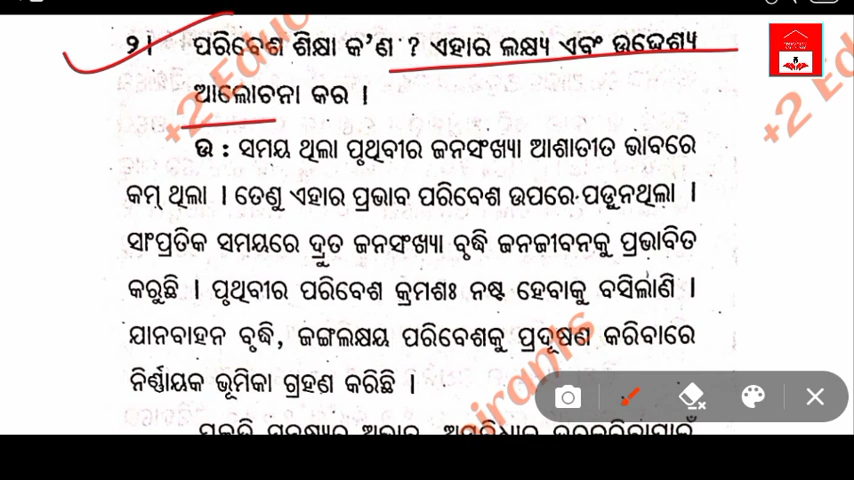 ୨। ପରିବେଶ ଶିକ୍ଷା କ'ଣ ? ଏହାର ଲକ୍ଷ୍ୟ ଏବଂ ଉଦ୍ଦେଶ୍ୟ
ଆଲୋଚନା କର ।
ଉ : ସମୟ ଥିଲା ପୃଥିବୀର ଜନସଂଖ୍ୟା ଆଶାତୀତ ଭାବରେ
କମ୍ ଥିଲା । ତେଣୁ ଏହାର ପ୍ରଭାବ ପରିବେଶ ଉପରେ ପଡୁନଥିଲା ।
ସାଂପ୍ରତିକ ସମୟରେ ଦ୍ରୁତ ଜନସଂଖ୍ୟା ବୃଦ୍ଧି ଜନଜୀବନକୁ ପ୍ରଭାବିତ
କରୁଛି । ପୃଥିବୀର ପରିବେଶ କ୍ରମଶଃ ନଷ୍ଟ ହେବାକୁ ବସିଲାଣି ।
ଯାନବାହନ ବୃଦ୍ଧି, ଜଙ୍ଗଲକ୍ଷୟ ପରିବେଶକୁ ପ୍ରଦୂଷଣ କରିବାରେ
ନିର୍ଣ୍ଣାୟକ ଭୂମିକା ଗ୍ରହଣ କରିଛି ।
+2 Educ
+2 Ed
pirants